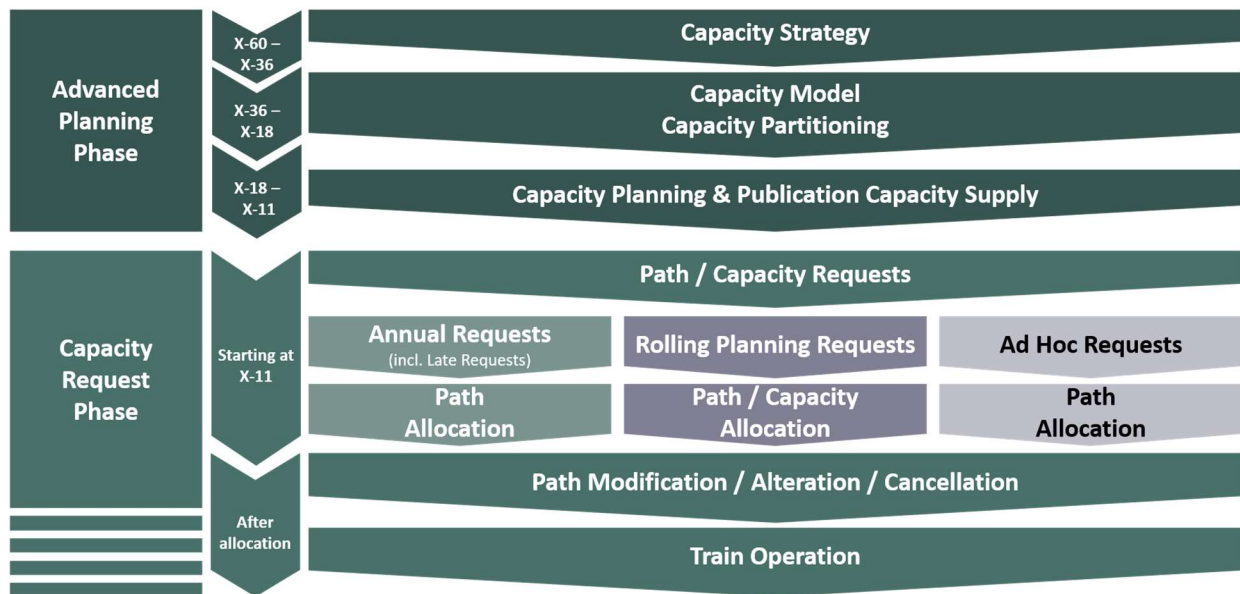 Advanced
Planning
Phase
X-60 –
X-36
Capacity Strategy
X-36 –
X-18
Capacity Model
Capacity Partitioning
X-18 –
X-11
Capacity Planning & Publication Capacity Supply
Capacity
Request
Phase
Starting at
X-11
Path / Capacity Requests
Annual Requests
(incl. Late Requests)
Rolling Planning Requests
Ad Hoc Requests
Path
Allocation
Path / Capacity
Allocation
Path
Allocation
After
allocation
Path Modification / Alteration / Cancellation
Train Operation